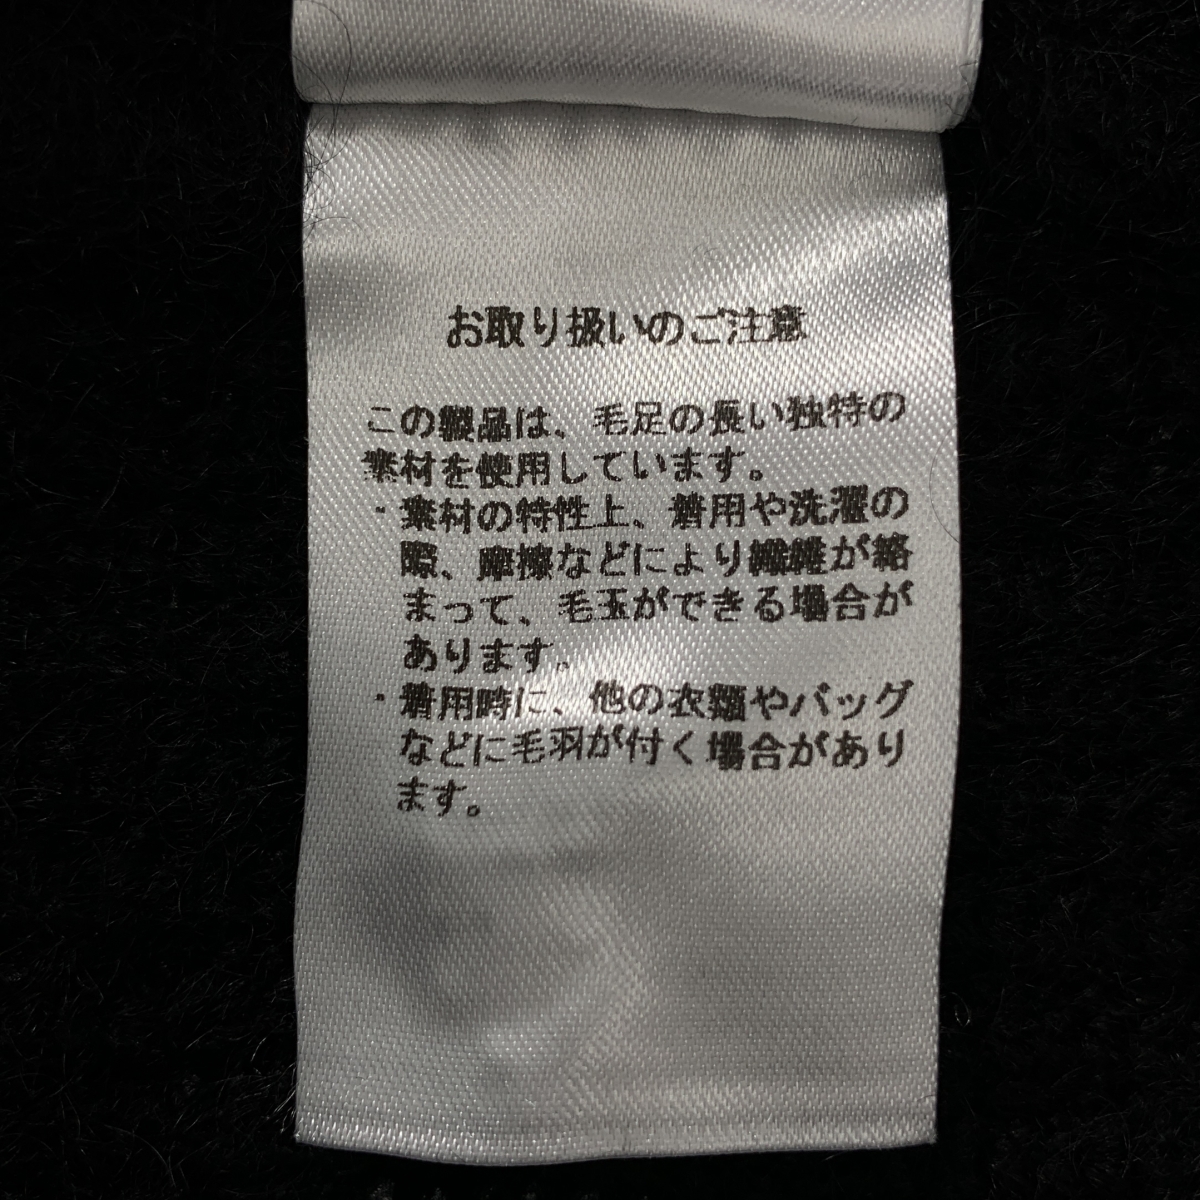 お取り扱いのご注意
この製品は、毛足の長い独特の
素材を使用しています。
・素材の特性上、着用や洗濯の
際、摩擦などにより繊維が絡
まって、毛玉ができる場合が
あります。
・着用時に、他の衣類やバッグ
などに毛羽が付く場合があり
ます。